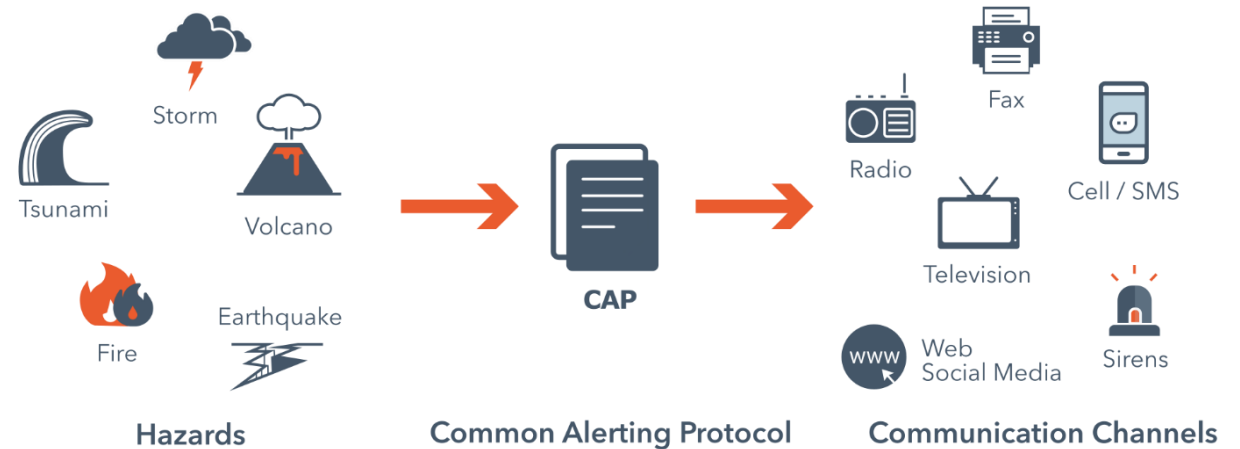 Storm
Tsunami
Volcano
Fire
Earthquake
Hazards
CAP
Common Alerting Protocol
Fax
Radio
Cell / SMS
Television
www
Web
Social Media
Sirens
Communication Channels